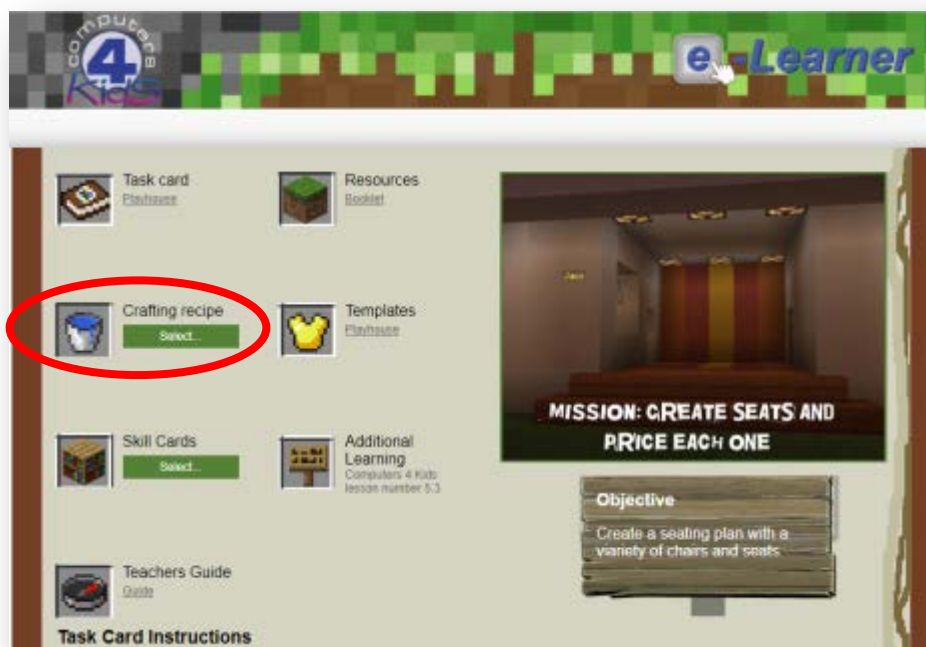 computers
4
Kids
e-Learner
Task card
Playhouse
Resources
Booklet
Crafting recipe
Select...
Templates
Playhouse
Skill Cards
Select...
Additional
Learning
Computers 4 Kids
lesson number 5.3
MISSION: CREATE SEATS AND
PRICE EACH ONE
Objective
Create a seating plan with a
variety of chairs and seats
Teachers Guide
Guide
Task Card Instructions